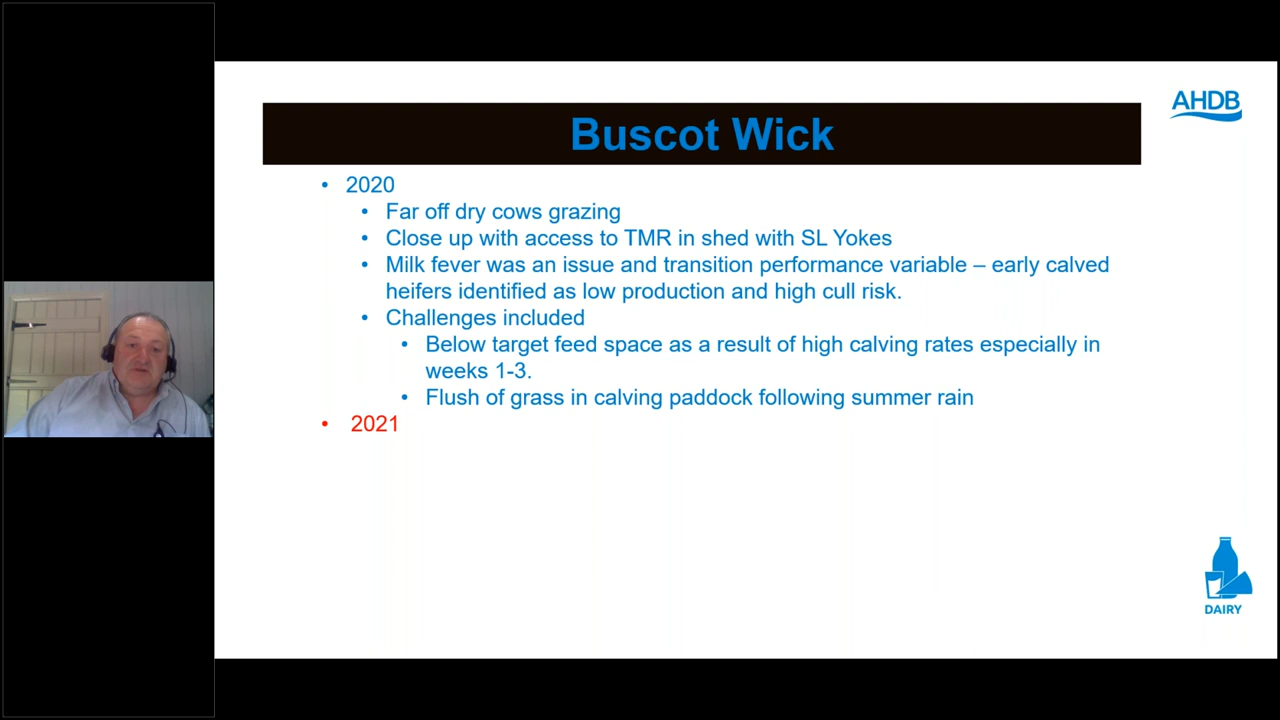 AHDB
Buscot Wick
• 2020
• Far off dry cows grazing
• Close up with access to TMR in shed with SL Yokes
• Milk fever was an issue and transition performance variable – early calved
heifers identified as low production and high cull risk.
• Challenges included
• Below target feed space as a result of high calving rates especially in
weeks 1-3.
• Flush of grass in calving paddock following summer rain
• 2021
DAIRY